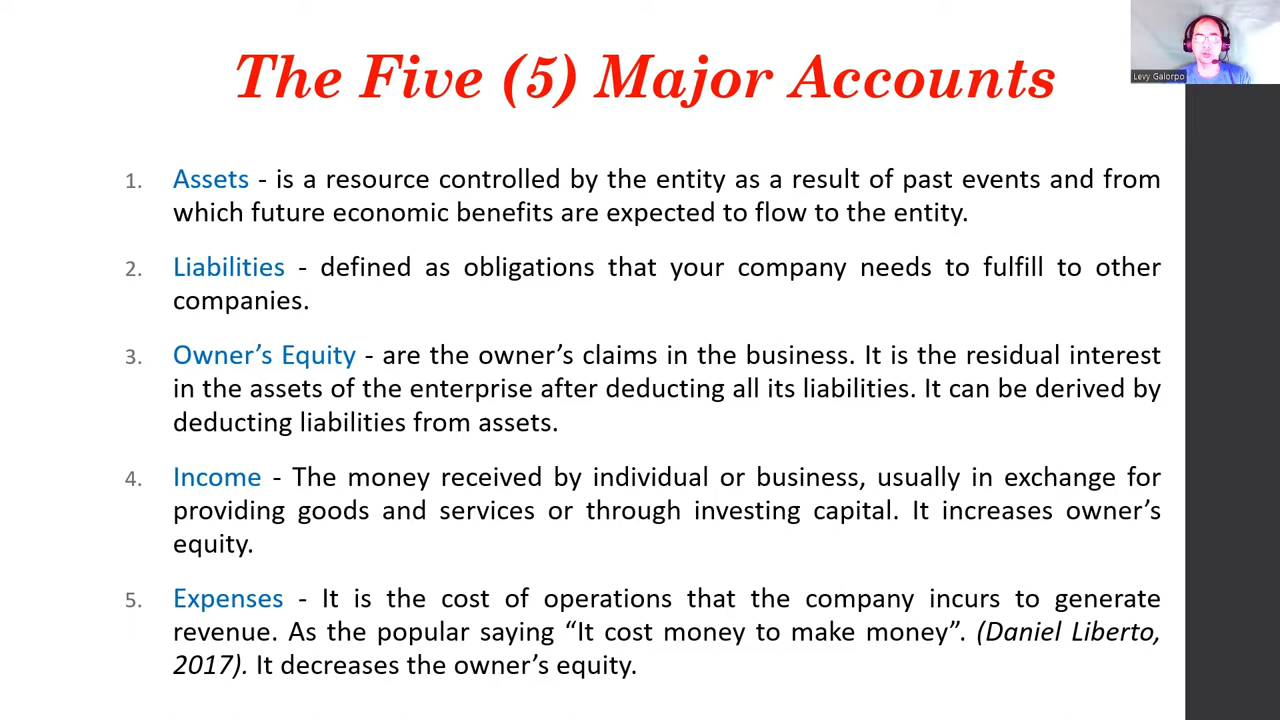 The Five (5) Major Accounts
Levy Galorpo
1. Assets - is a resource controlled by the entity as a result of past events and from
which future economic benefits are expected to flow to the entity.
2. Liabilities - defined as obligations that your company needs to fulfill to other
companies.
3. Owner’s Equity - are the owner’s claims in the business. It is the residual interest
in the assets of the enterprise after deducting all its liabilities. It can be derived by
deducting liabilities from assets.
4. Income - The money received by individual or business, usually in exchange for
providing goods and services or through investing capital. It increases owner’s
equity.
5. Expenses - It is the cost of operations that the company incurs to generate
revenue. As the popular saying “It cost money to make money”. (Daniel Liberto,
2017). It decreases the owner’s equity.